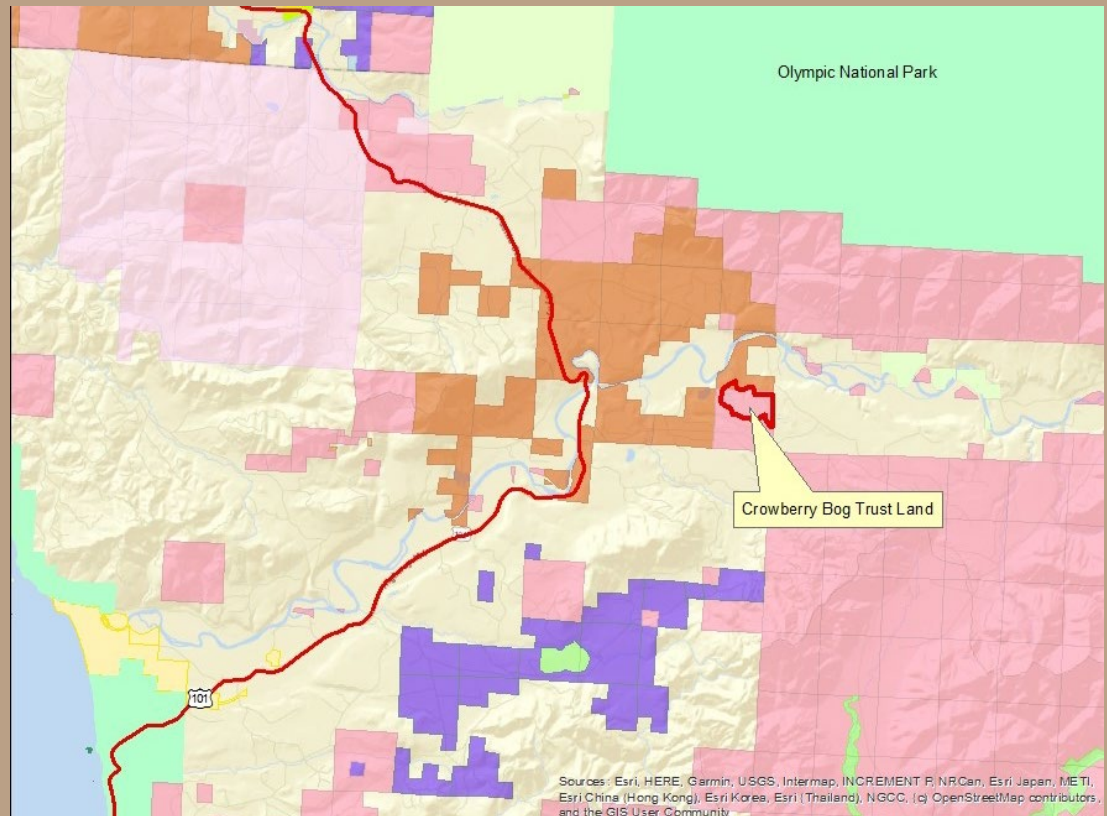 Olympic National Park
Crowberry Bog Trust Land
101
Sources: Esri, HERE, Garmin, USGS, Intermap, INCREMENT P, NRCan, Esri Japan, METI,
Esri China (Hong Kong), Esri Korea, Esri (Thailand), NGCC, (c) OpenStreetMap contributors,
and the GIS User Community